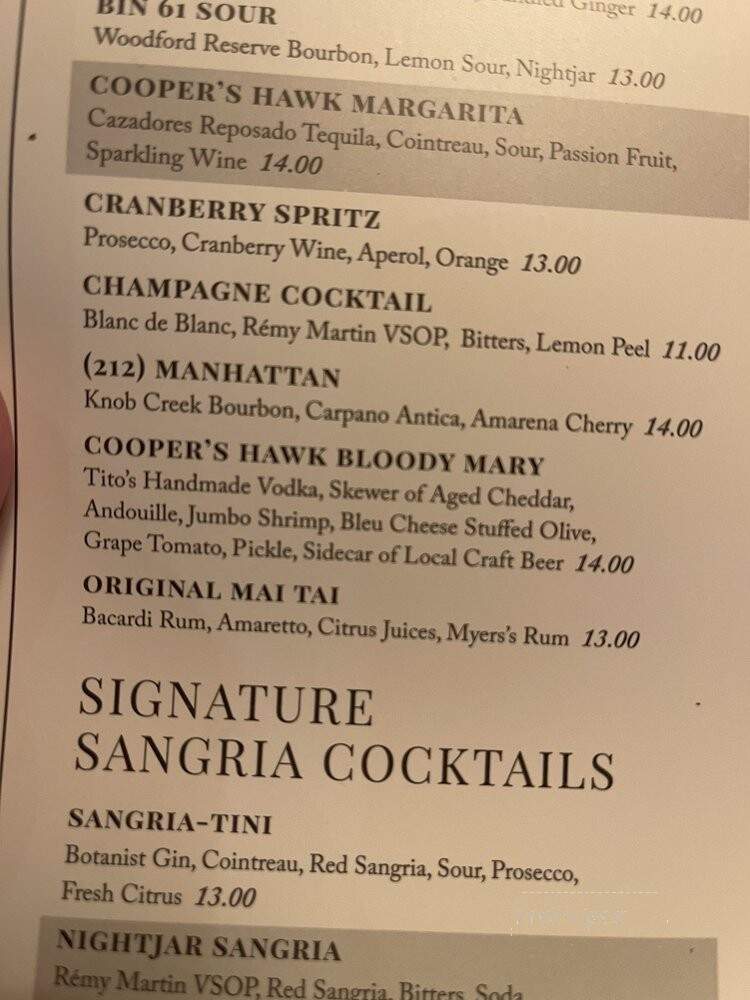 Ginger 14.00
BIN 61 SOUR
Woodford Reserve Bourbon, Lemon Sour, Nightjar 13.00
COOPER'S HAWK MARGARITA
Cazadores Reposado Tequila, Cointreau, Sour, Passion Fruit,
Sparkling Wine 14.00
CRANBERRY SPRITZ
Prosecco, Cranberry Wine, Aperol, Orange 13.00
CHAMPAGNE COCKTAIL
Blanc de Blanc, Rémy Martin VSOP, Bitters, Lemon Peel 11.00
(212) MANHATTAN
Knob Creek Bourbon, Carpano Antica, Amarena Cherry 14.00
COOPER'S HAWK BLOODY MARY
Tito's Handmade Vodka, Skewer of Aged Cheddar,
Andouille, Jumbo Shrimp, Bleu Cheese Stuffed Olive,
Grape Tomato, Pickle, Sidecar of Local Craft Beer 14.00
ORIGINAL MAI TAI
Bacardi Rum, Amaretto, Citrus Juices, Myers's Rum 13.00
SIGNATURE
SANGRIA COCKTAILS
SANGRIA-TINI
Botanist Gin, Cointreau, Red Sangria, Sour, Prosecco,
Fresh Citrus 13.00
NIGHTJAR SANGRIA
Rémy Martin VSOP, Red Sangria, Bitters, Soda